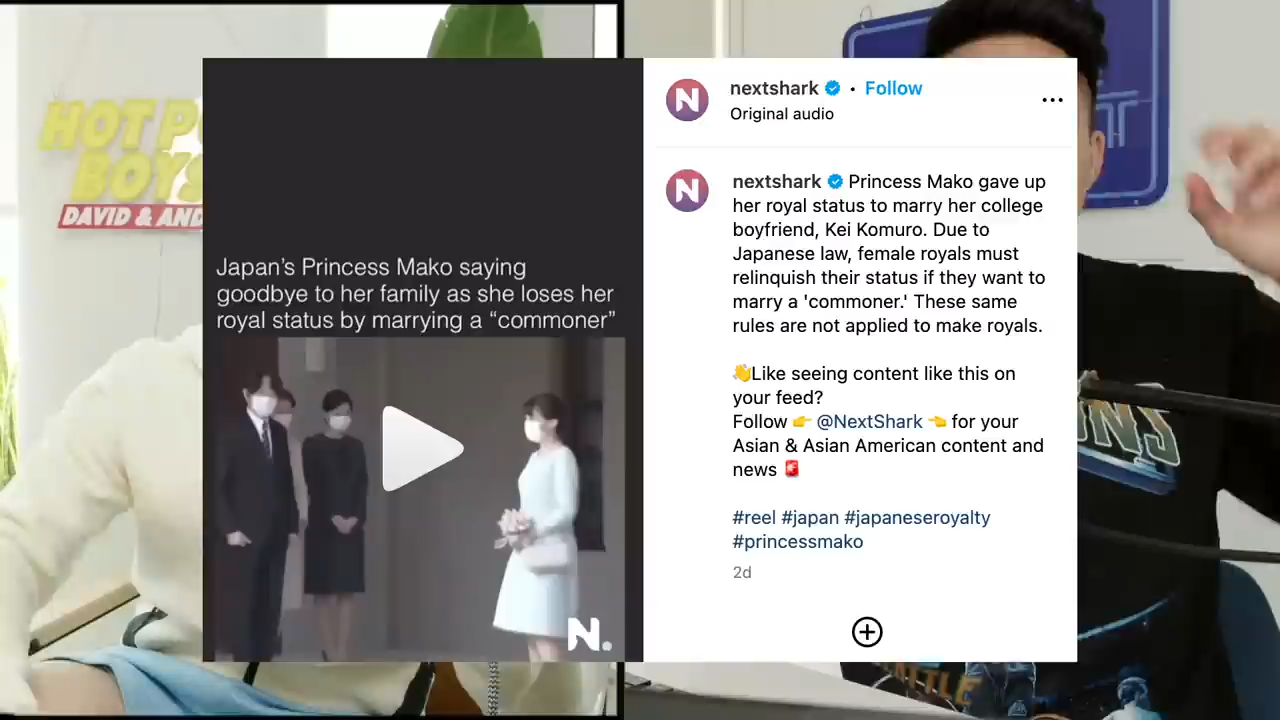 HOT P
BOYS
DAVID & AND
Japan's Princess Mako saying
goodbye to her family as she loses her
royal status by marrying a “commoner”
N.
N
nextshark • Follow
Original audio
N
nextshark Princess Mako gave up
her royal status to marry her college
boyfriend, Kei Komuro. Due to
Japanese law, female royals must
relinquish their status if they want to
marry a 'commoner.' These same
rules are not applied to make royals.
👋Like seeing content like this on
your feed?
Follow 👉 @NextShark 👈 for your
Asian & Asian American content and
news 🚨
#reel #japan #japaneseroyalty
#princessmako
2d